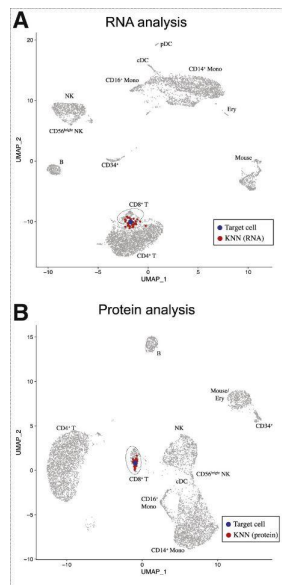 RNA analysis
A
pDC
cDC
CD14⁺ Mono
CD16⁺ Mono
NK
Ery
CD56ᵇʳⁱᵍʰᵗ NK
CD34⁺
Mouse
B
CD8⁺ T
CD4⁺ T
Target cell
KNN (RNA)
UMAP_2
20
10
0
−10
−10
−5
0
5
10
UMAP_1
Protein analysis
B
B
Mouse/
Ery
CD34⁺
CD4⁺ T
NK
CD8⁺ T
CD56ᵇʳⁱᵍʰᵗ NK
cDC
CD16⁺
Mono
CD14⁺ Mono
Target cell
KNN (protein)
UMAP_2
15
10
5
0
−5
−10
−10
−5
0
5
10
UMAP_1